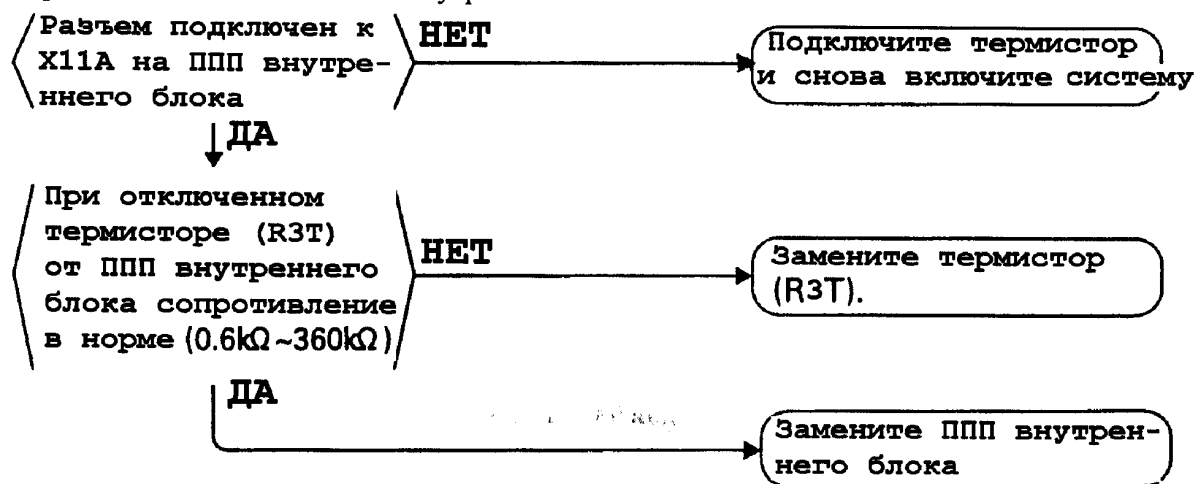 Разъем подключен к
X11A на ППП внутре-
ннего блока
НЕТ
Подключите термистор
и снова включите систему
ДА
При отключенном
термисторе (R3T)
от ППП внутреннего
блока сопротивление
в норме (0.6kΩ~360kΩ)
НЕТ
Замените термистор
(R3T).
ДА
Замените ППП внутрен-
него блока